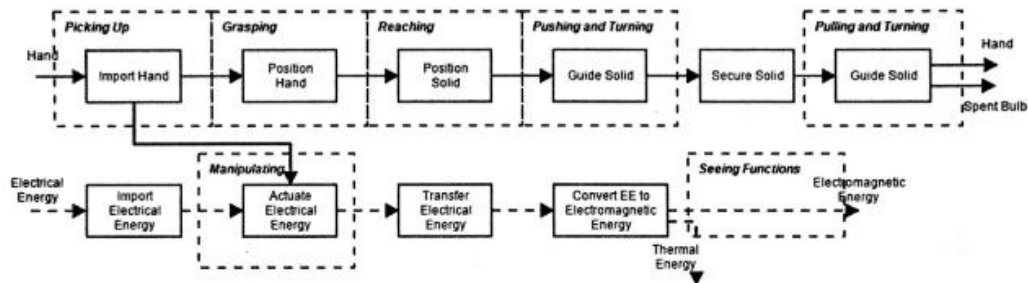 Picking Up
Grasping
Reaching
Pushing and Turning
Pulling and Turning
Hand
Import Hand
Position
Hand
Position
Solid
Guide Solid
Secure Solid
Guide Solid
Hand
Spent Bulb
Manipulating
Seeing Functions
Electrical
Energy
Import
Electrical
Energy
Actuate
Electrical
Energy
Transfer
Electrical
Energy
Convert EE to
Electromagnetic
Energy
Electromagnetic
Energy
Thermal
Energy